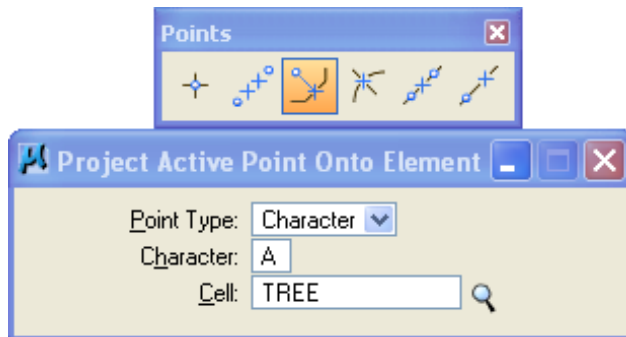 Points
Project Active Point Onto Element
Point Type: Character
Character: A
Cell: TREE